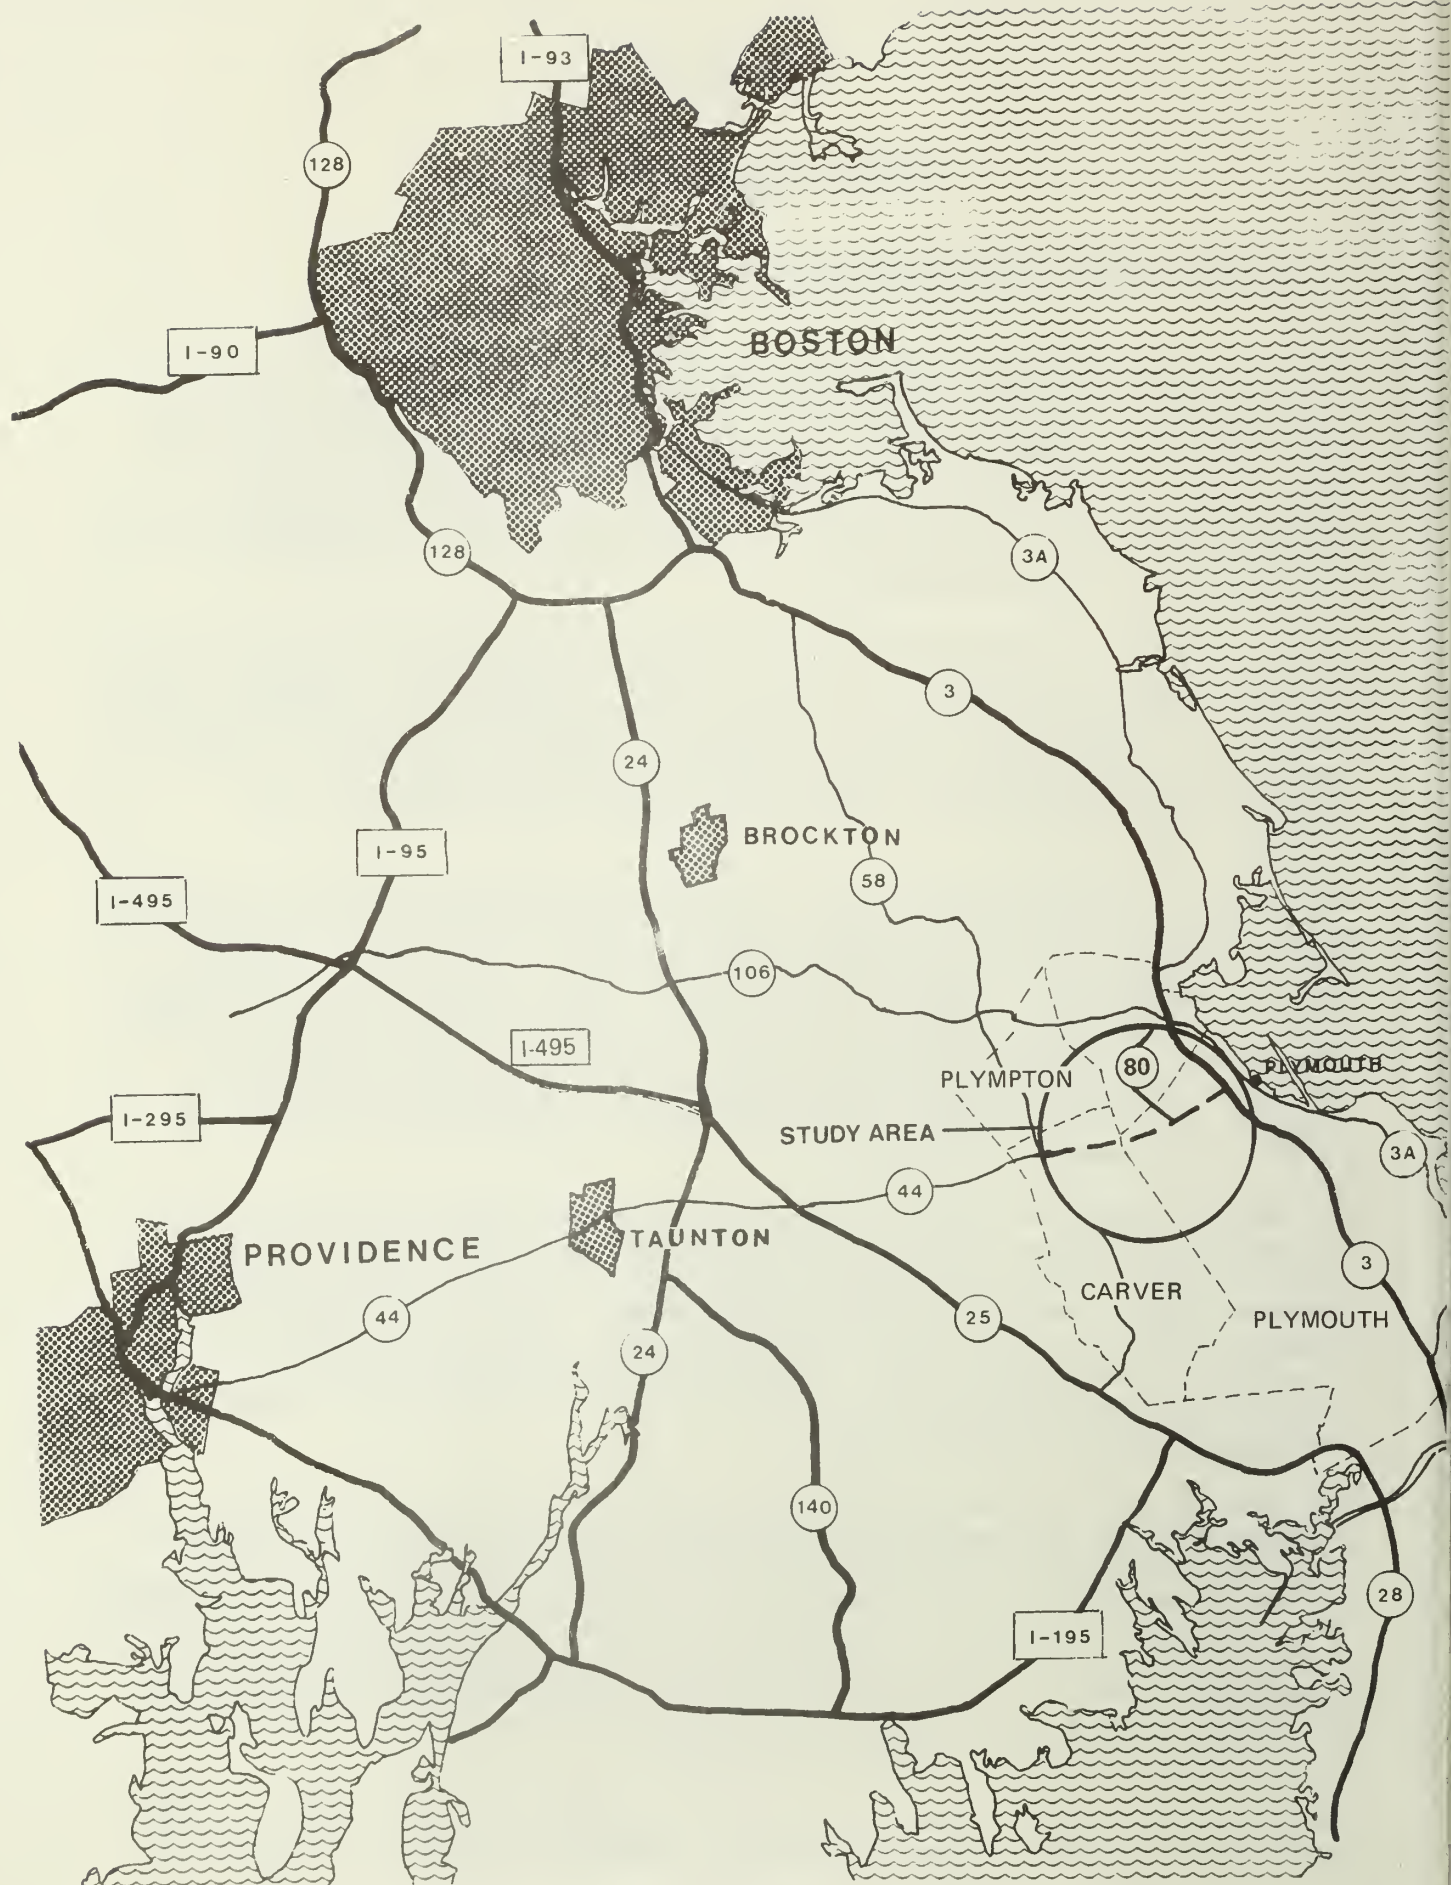 I-93
128
I-90
BOSTON
128
3A
3
24
BROCKTON
I-95
58
I-495
106
I-495
PLYMPTON
80
PLYMOUTH
I-295
STUDY AREA
3A
44
PROVIDENCE
TAUNTON
3
CARVER
44
25
PLYMOUTH
24
140
28
I-195